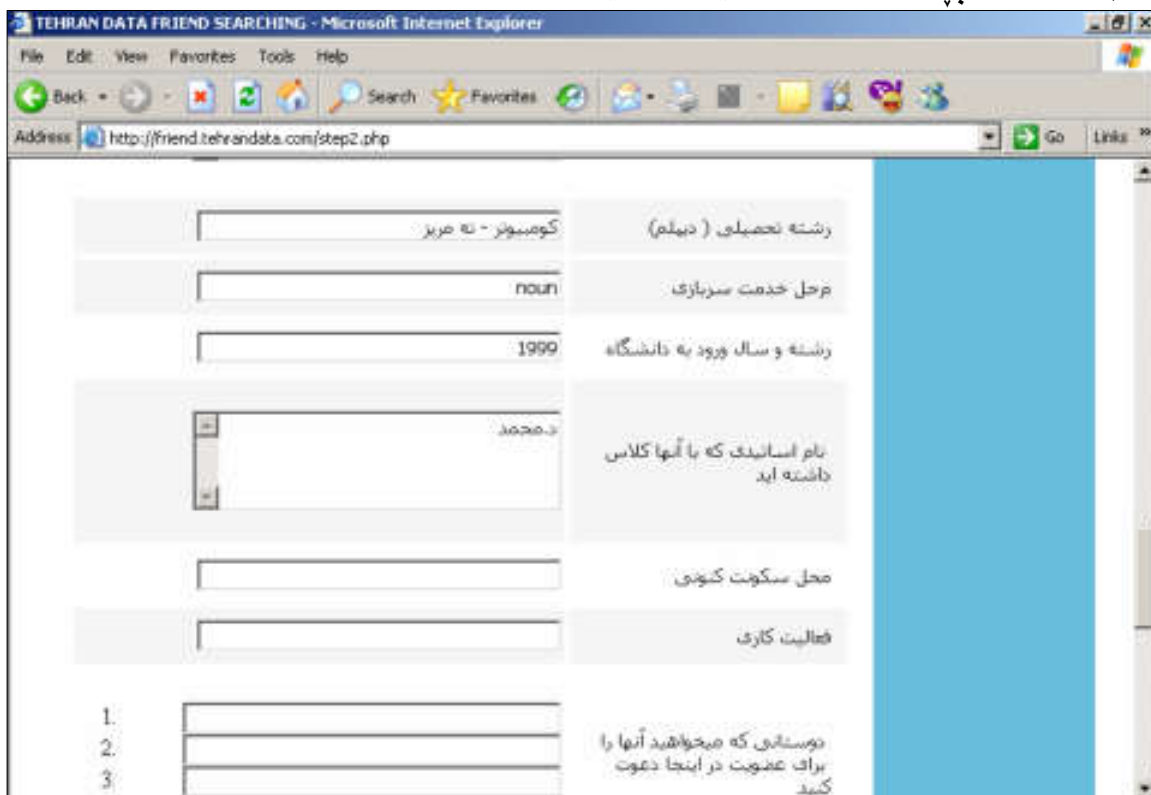 TEHRAN DATA FRIEND SEARCHING - Microsoft Internet Explorer
File Edit View Favorites Tools Help
Back Search Favorites
Address http://friend.tehrandata.com/step2.php Go Links »
رشته تحصیلی ( دیپلم) کومبیوتر - ته مریز
محل خدمت سربازی noun
رشته و سال ورود به دانشگاه 1999
نام اساتیدی که با آنها کلاس
داشته اید
د.محمد
محل سکونت کنونی
فعالیت کاری
دوستانی که میخواهید آنها را
برای عضویت در اینجا دعوت
کنید
1.
2.
3